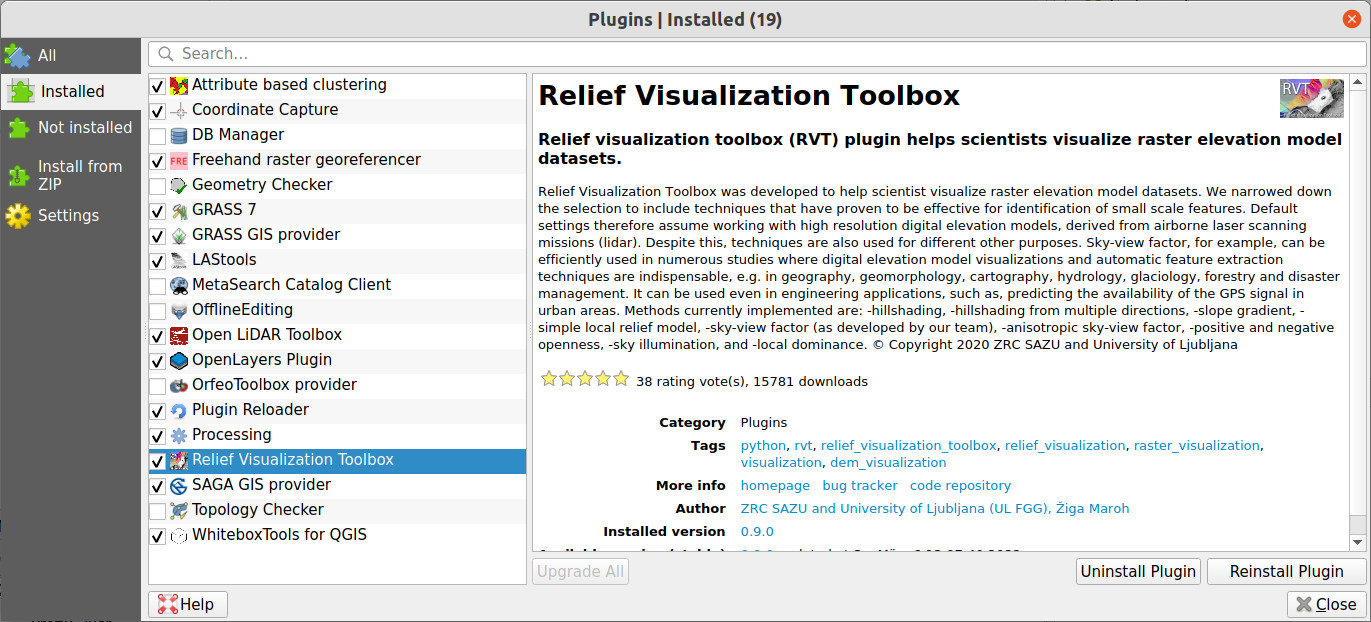 Plugins | Installed (19)
All
Installed
Not installed
Install from
ZIP
Settings
Search…
Attribute based clustering
Coordinate Capture
DB Manager
FRE
Freehand raster georeferencer
Geometry Checker
GRASS 7
GRASS GIS provider
LAStools
MetaSearch Catalog Client
OfflineEditing
Open LiDAR Toolbox
OpenLayers Plugin
OrfeoToolbox provider
Plugin Reloader
Processing
Relief Visualization Toolbox
SAGA GIS provider
Topology Checker
WhiteboxTools for QGIS
Relief Visualization Toolbox
RVT
Relief visualization toolbox (RVT) plugin helps scientists visualize raster elevation model
datasets.
Relief Visualization Toolbox was developed to help scientist visualize raster elevation model datasets. We narrowed down
the selection to include techniques that have proven to be effective for identification of small scale features. Default
settings therefore assume working with high resolution digital elevation models, derived from airborne laser scanning
missions (lidar). Despite this, techniques are also used for different other purposes. Sky-view factor, for example, can be
efficiently used in numerous studies where digital elevation model visualizations and automatic feature extraction
techniques are indispensable, e.g. in geography, geomorphology, cartography, hydrology, glaciology, forestry and disaster
management. It can be used even in engineering applications, such as, predicting the availability of the GPS signal in
urban areas. Methods currently implemented are: -hillshading, -hillshading from multiple directions, -slope gradient, -
simple local relief model, -sky-view factor (as developed by our team), -anisotropic sky-view factor, -positive and negative
openness, -sky illumination, and -local dominance. © Copyright 2020 ZRC SAZU and University of Ljubljana
38 rating vote(s), 15781 downloads
Category Plugins
Tags python, rvt, relief_visualization_toolbox, relief_visualization, raster_visualization,
visualization, dem_visualization
More info homepage bug tracker code repository
Author ZRC SAZU and University of Ljubljana (UL FGG), Žiga Maroh
Installed version 0.9.0
Upgrade All
Uninstall Plugin
Reinstall Plugin
Help
Close